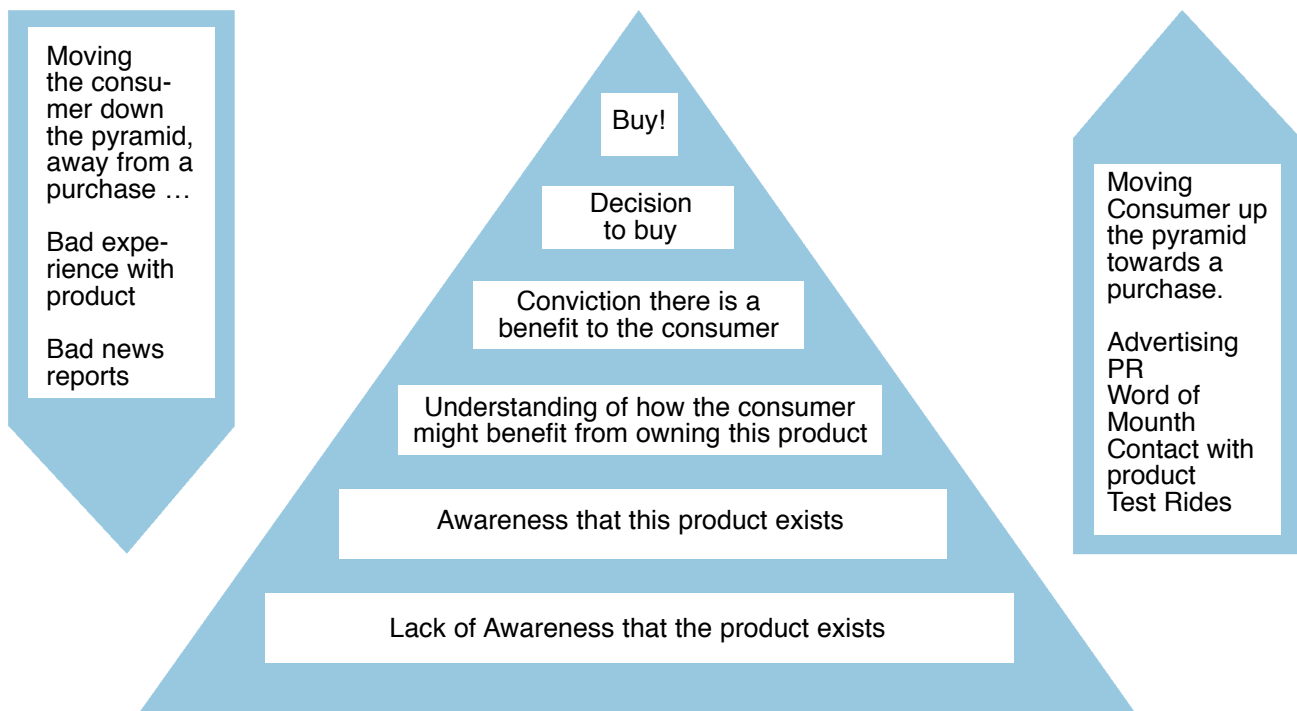 Moving
the consu-
mer down
the pyramid,
away from a
purchase …
Bad expe-
rience with
product
Bad news
reports
Buy!
Decision
to buy
Conviction there is a
benefit to the consumer
Understanding of how the consumer
might benefit from owning this product
Awareness that this product exists
Lack of Awareness that the product exists
Moving
Consumer up
the pyramid
towards a
purchase.
Advertising
PR
Word of
Mounth
Contact with
product
Test Rides